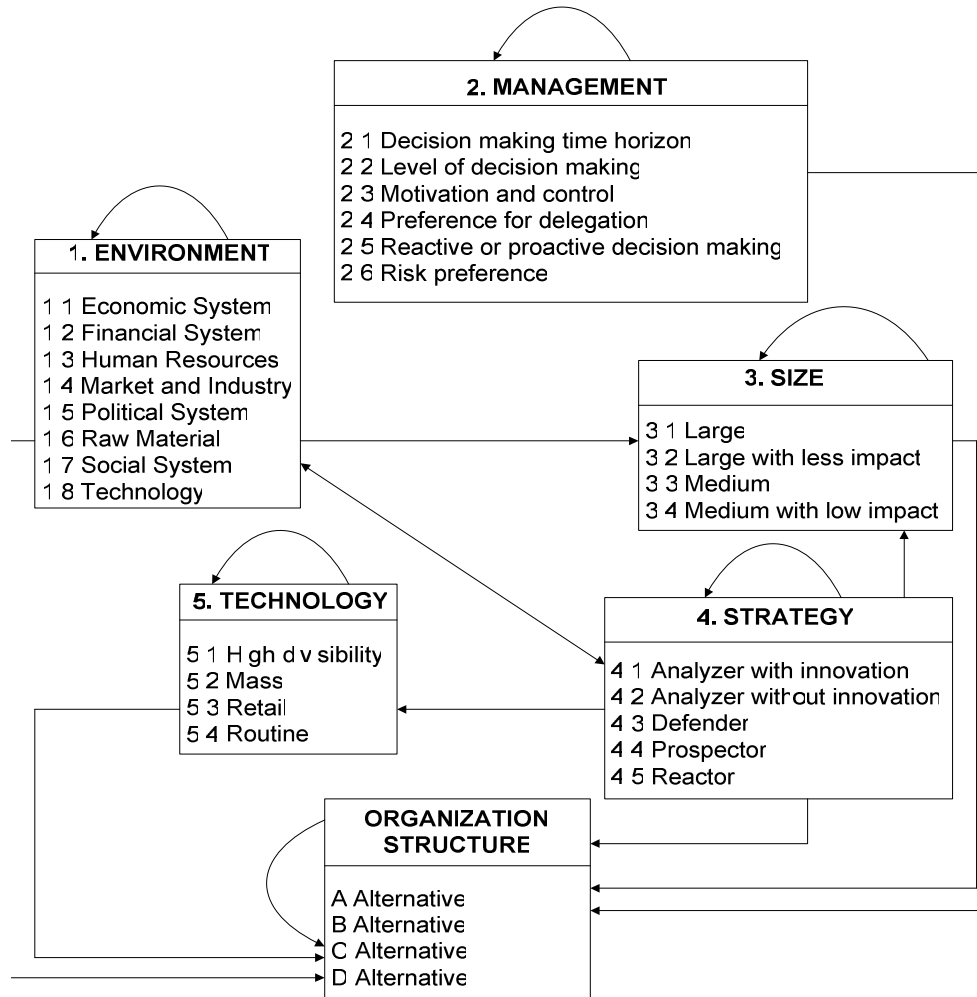 2. MANAGEMENT
2 1 Decision making time horizon
2 2 Level of decision making
2 3 Motivation and control
2 4 Preference for delegation
2 5 Reactive or proactive decision making
2 6 Risk preference
1. ENVIRONMENT
1 1 Economic System
1 2 Financial System
1 3 Human Resources
1 4 Market and Industry
1 5 Political System
1 6 Raw Material
1 7 Social System
1 8 Technology
3. SIZE
3 1 Large
3 2 Large with less impact
3 3 Medium
3 4 Medium with low impact
5. TECHNOLOGY
5 1 H gh d v sibility
5 2 Mass
5 3 Retail
5 4 Routine
4. STRATEGY
4 1 Analyzer with innovation
4 2 Analyzer without innovation
4 3 Defender
4 4 Prospector
4 5 Reactor
ORGANIZATION
STRUCTURE
A Alternative
B Alternative
C Alternative
D Alternative